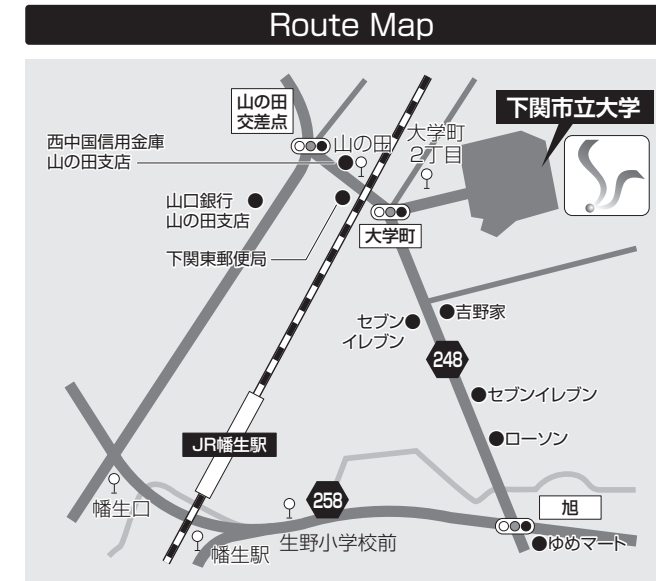 Route Map
山の田
交差点
西中国信用金庫
山の田支店
山の田
大学町
2丁目
下関市立大学
山口銀行
山の田支店
大学町
下関東郵便局
セブン
イレブン
吉野家
248
セブンイレブン
JR幡生駅
ローソン
258
旭
幡生口
幡生駅
生野小学校前
ゆめマート